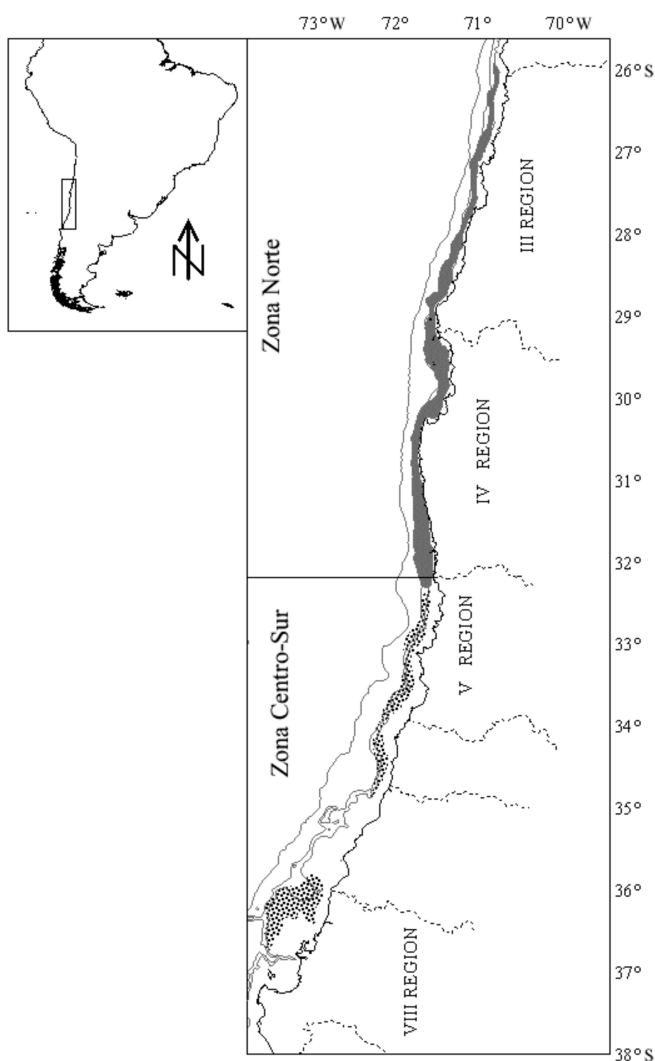 73°W 72° 71° 70°W
26°S
27°
III REGION
28°
Zona Norte
N
29°
30°
IV REGION
31°
32°
33°
V REGION
Zona Centro-Sur
34°
35°
36°
37°
VIII REGION
38°S